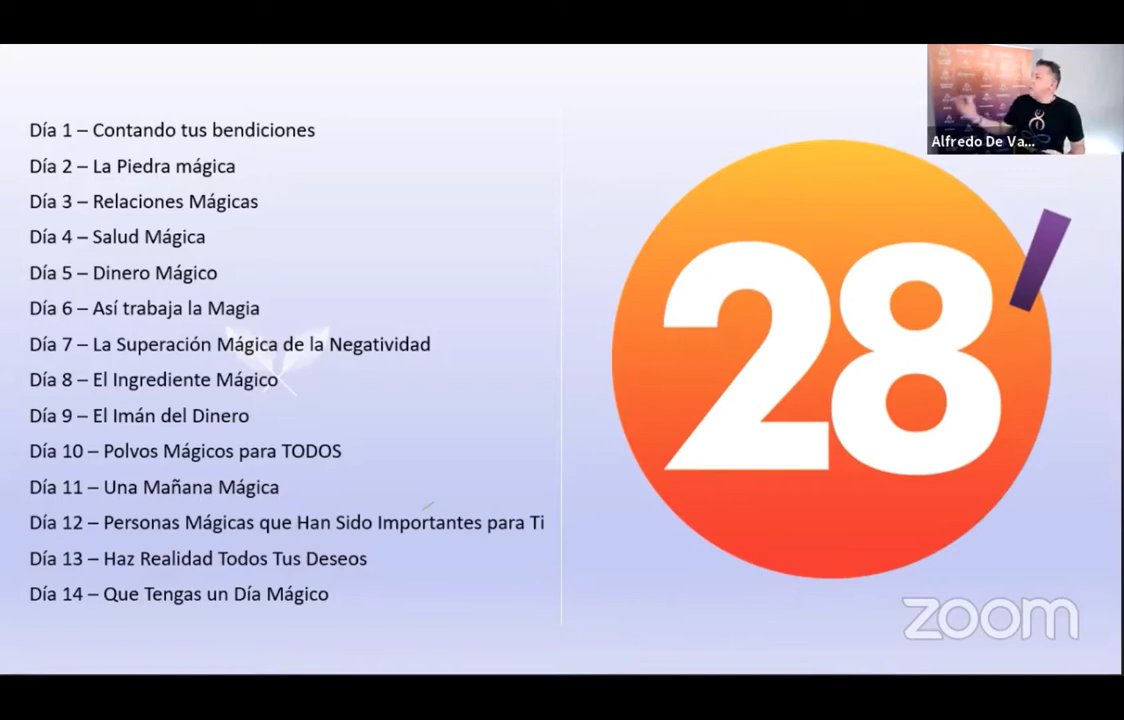 Día 1 – Contando tus bendiciones
Día 2 – La Piedra mágica
Día 3 – Relaciones Mágicas
Día 4 – Salud Mágica
Día 5 – Dinero Mágico
Día 6 – Así trabaja la Magia
Día 7 – La Superación Mágica de la Negatividad
Día 8 – El Ingrediente Mágico
Día 9 – El Imán del Dinero
Día 10 – Polvos Mágicos para TODOS
Día 11 – Una Mañana Mágica
Día 12 – Personas Mágicas que Han Sido Importantes para Ti
Día 13 – Haz Realidad Todos Tus Deseos
Día 14 – Que Tengas un Día Mágico
28'
Alfredo De Va...
zoom